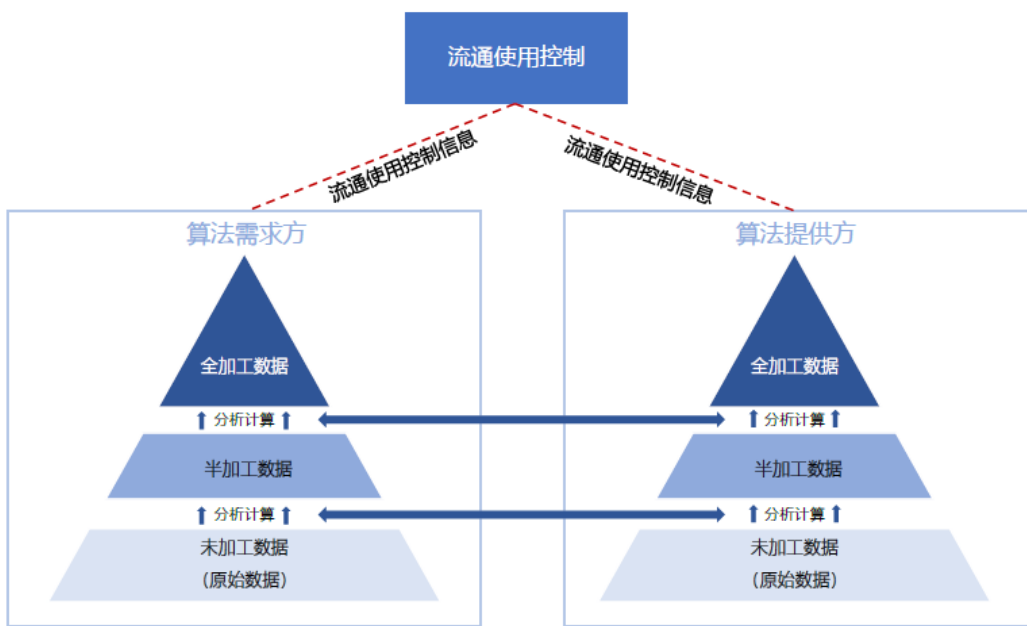 流通使用控制
流通使用控制信息
流通使用控制信息
算法需求方
全加工数据
分析计算
半加工数据
分析计算
未加工数据
（原始数据）
算法提供方
全加工数据
分析计算
半加工数据
分析计算
未加工数据
（原始数据）